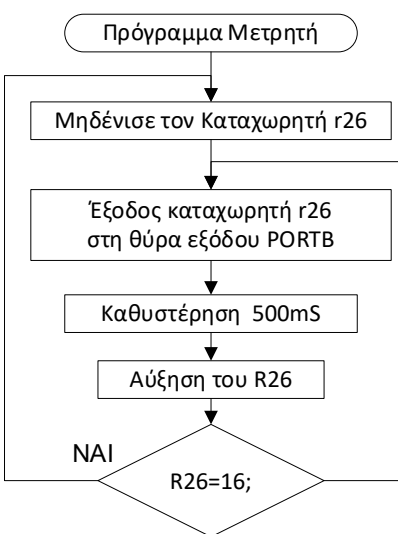 Πρόγραμμα Μετρητή
Μηδένισε τον Καταχωρητή r26
Έξοδος καταχωρητή r26
στη θύρα εξόδου PORTB
Καθυστέρηση 500mS
Αύξηση του R26
ΝΑΙ
R26=16;